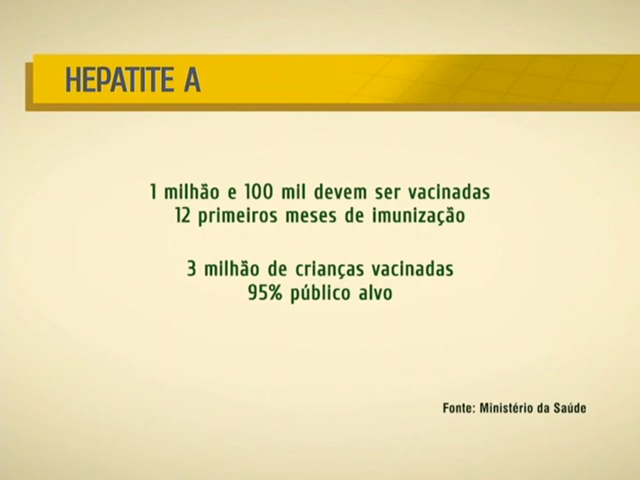 HEPATITE A
1 milhão e 100 mil devem ser vacinadas
12 primeiros meses de imunização
3 milhão de crianças vacinadas
95% público alvo
Fonte: Ministério da Saúde